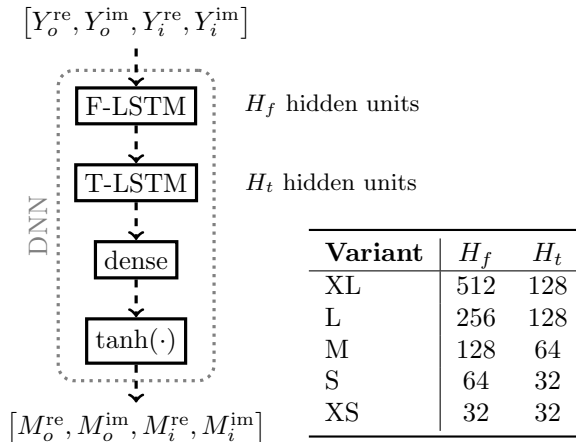 [Y_o^re, Y_o^im, Y_i^re, Y_i^im]
F-LSTM
H_f hidden units
T-LSTM
H_t hidden units
DNN
dense
tanh(·)
[M_o^re, M_o^im, M_i^re, M_i^im]
Variant H_f H_t
XL 512 128
L 256 128
M 128 64
S 64 32
XS 32 32